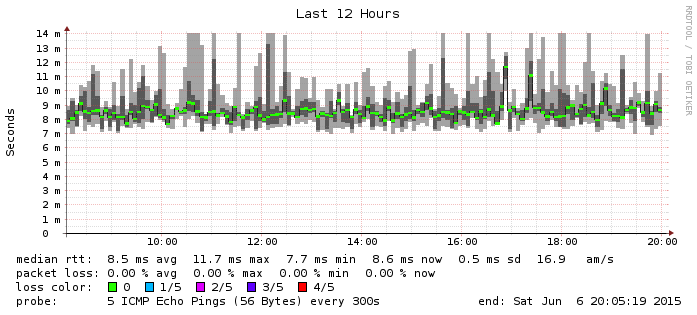 Last 12 Hours
RRDTOOL / TOBI OETIKER
Seconds
14 m
13 m
12 m
11 m
10 m
9 m
8 m
7 m
6 m
5 m
4 m
3 m
2 m
1 m
0
10:00 12:00 14:00 16:00 18:00 20:00
median rtt: 8.5 ms avg 11.7 ms max 7.7 ms min 8.6 ms now 0.5 ms sd 16.9 am/s
packet loss: 0.00 % avg 0.00 % max 0.00 % min 0.00 % now
loss color: 0 1/5 2/5 3/5 4/5
probe: 5 ICMP Echo Pings (56 Bytes) every 300s end: Sat Jun 6 20:05:19 2015